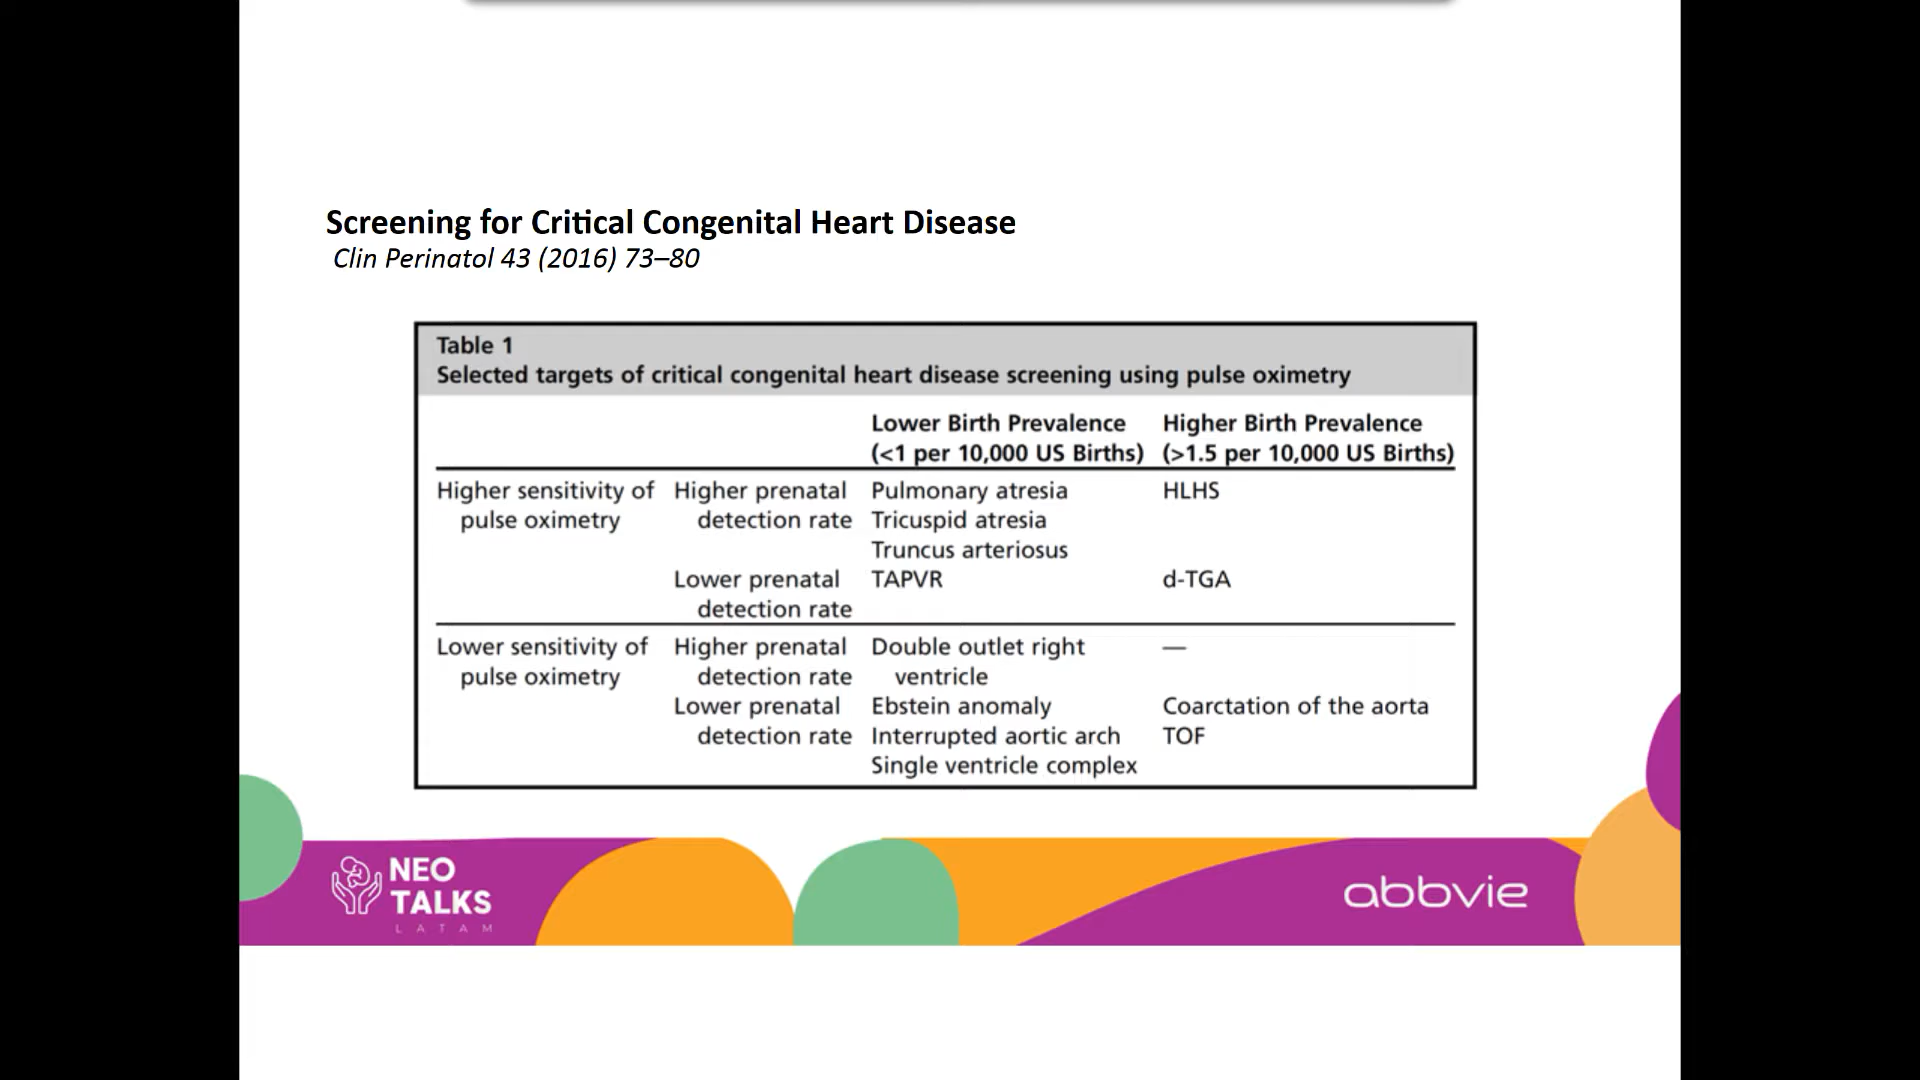 Screening for Critical Congenital Heart Disease
Clin Perinatol 43 (2016) 73–80
Table 1
Selected targets of critical congenital heart disease screening using pulse oximetry
Lower Birth Prevalence Higher Birth Prevalence
(<1 per 10,000 US Births) (>1.5 per 10,000 US Births)
Higher sensitivity of Higher prenatal Pulmonary atresia HLHS
pulse oximetry detection rate Tricuspid atresia
Truncus arteriosus
Lower prenatal TAPVR d-TGA
detection rate
Lower sensitivity of Higher prenatal Double outlet right —
pulse oximetry detection rate ventricle
Lower prenatal Ebstein anomaly Coarctation of the aorta
detection rate Interrupted aortic arch TOF
Single ventricle complex
NEO
TALKS
LATAM
abbvie